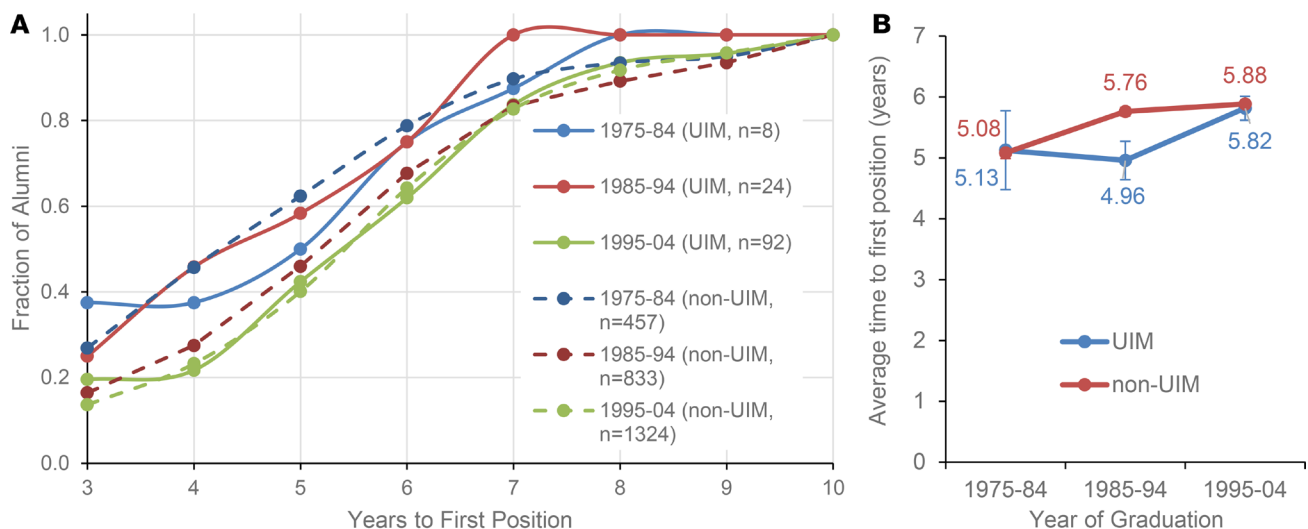 A
Fraction of Alumni
1.0
0.8
0.6
0.4
0.2
0.0
3 4 5 6 7 8 9 10
Years to First Position
1975-84 (UIM, n=8)
1985-94 (UIM, n=24)
1995-04 (UIM, n=92)
1975-84 (non-UIM,
n=457)
1985-94 (non-UIM,
n=833)
1995-04 (non-UIM,
n=1324)
B
Average time to first position (years)
7
6
5
4
3
2
1
0
5.08
5.76
5.88
5.13
4.96
5.82
UIM
non-UIM
1975-84 1985-94 1995-04
Year of Graduation